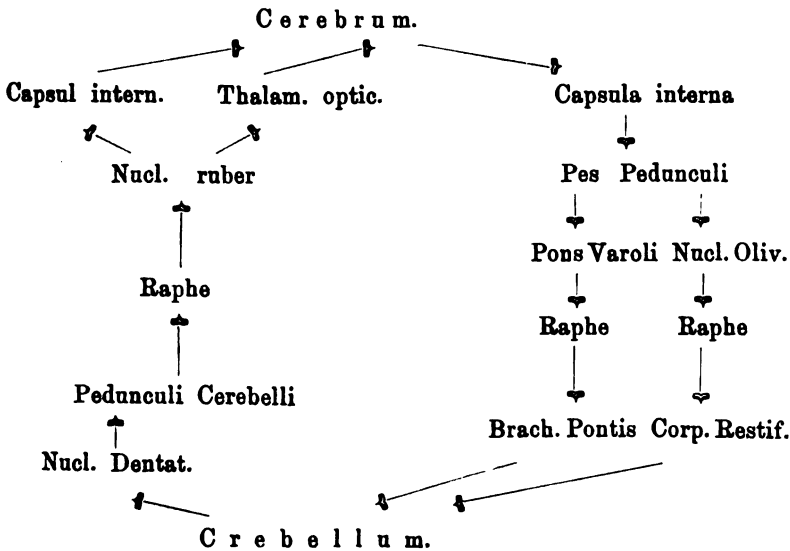 Cerebrum.
Capsul intern. Thalam. optic. Capsula interna
Nucl. ruber Pes Pedunculi
Pons Varoli Nucl. Oliv.
Raphe
Raphe Raphe
Pedunculi Cerebelli
Brach. Pontis Corp. Restif.
Nucl. Dentat.
Crebellum.